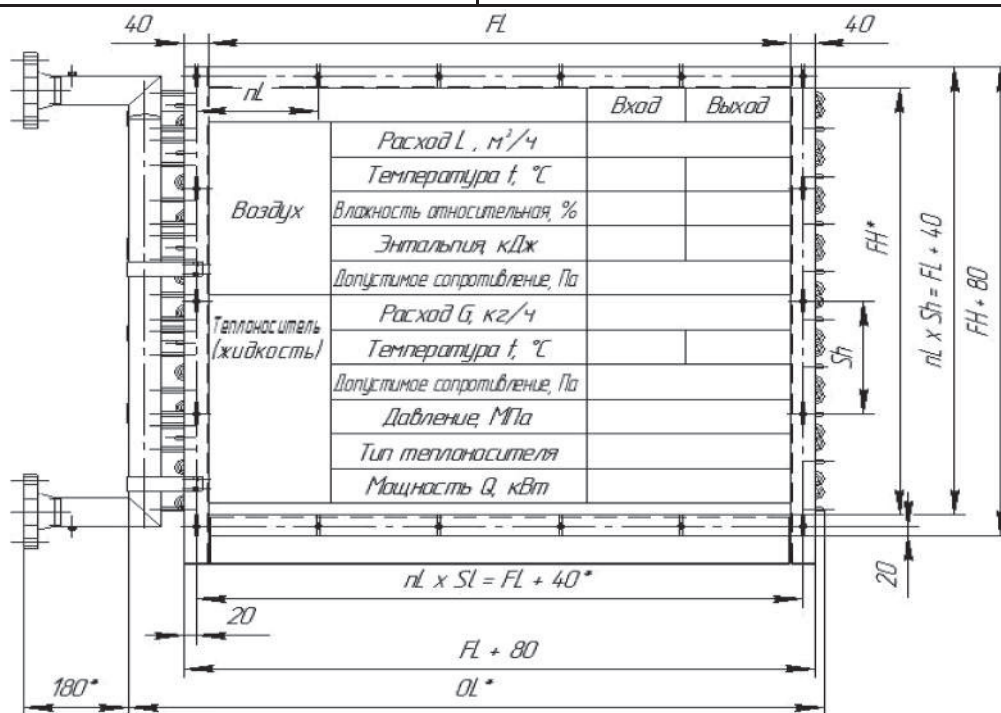 40
FL
40
nL
Вход
Выход
Расход L , м³/ч
Температура t, °С
Воздух
Влажность относительная, %
Энтальпия, кДж
Допустимое сопротивление, Па
Теплоноситель
(жидкость)
Расход G, кг/ч
Температура t, °С
Допустимое сопротивление, Па
Давление, МПа
Тип теплоносителя
Мощность Q, кВт
FH*
Sh
nL x Sh = FL + 40
FH + 80
20
nL x Sl = FL + 40*
20
FL + 80
180*
OL*